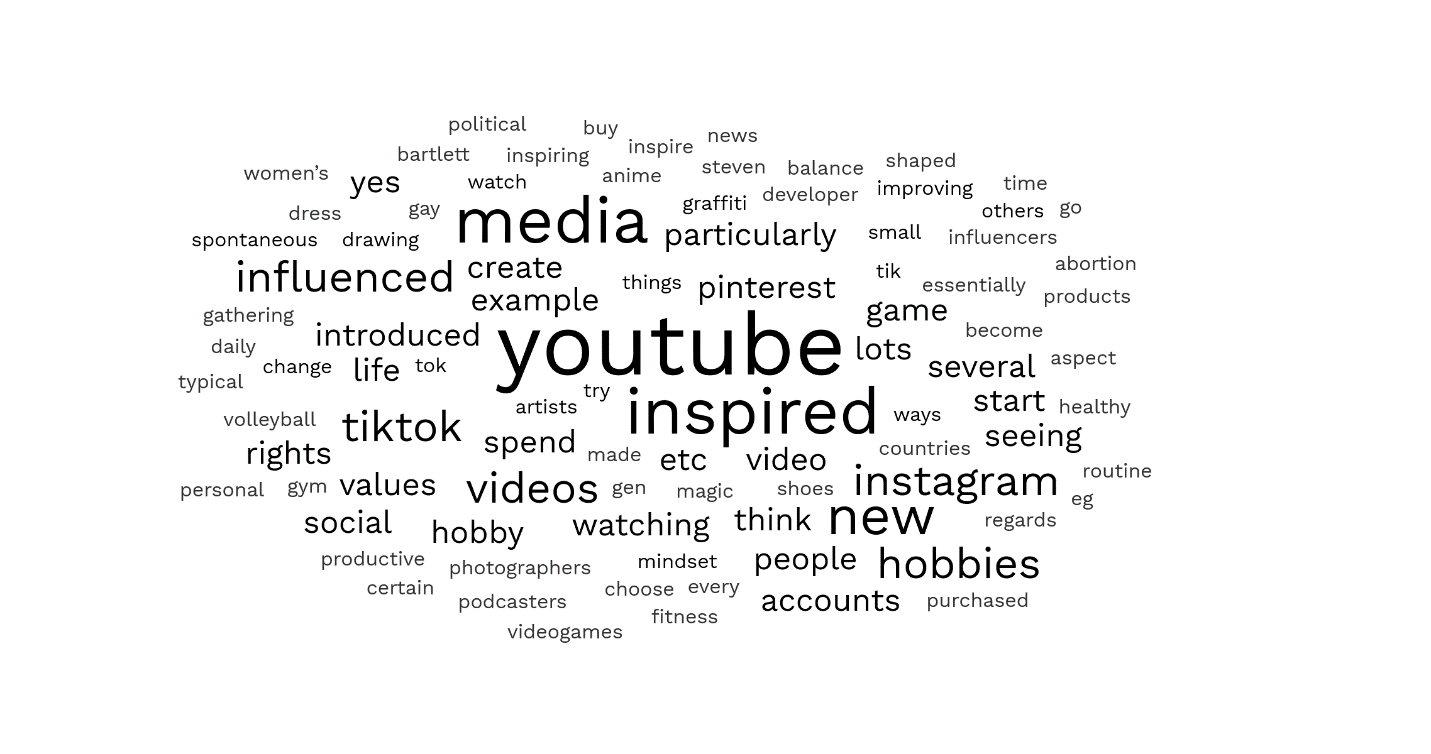 political
buy
news
bartlett
inspiring
inspire
women’s
yes
watch
anime
steven
balance
shaped
improving
time
dress
gay
media
graffiti
developer
others
go
spontaneous
drawing
particularly
small
influencers
influenced
create
things
pinterest
tik
essentially
abortion
example
products
gathering
introduced
youtube
game
become
daily
change
life
tok
lots
several
aspect
typical
artists
try
inspired
ways
start
healthy
volleyball
tiktok
spend
seeing
rights
made
etc
video
countries
routine
personal
gym
values
videos
gen
magic
shoes
instagram
eg
social
hobby
watching
think
new
regards
productive
photographers
mindset
people
hobbies
certain
podcasters
choose
every
accounts
purchased
videogames
fitness